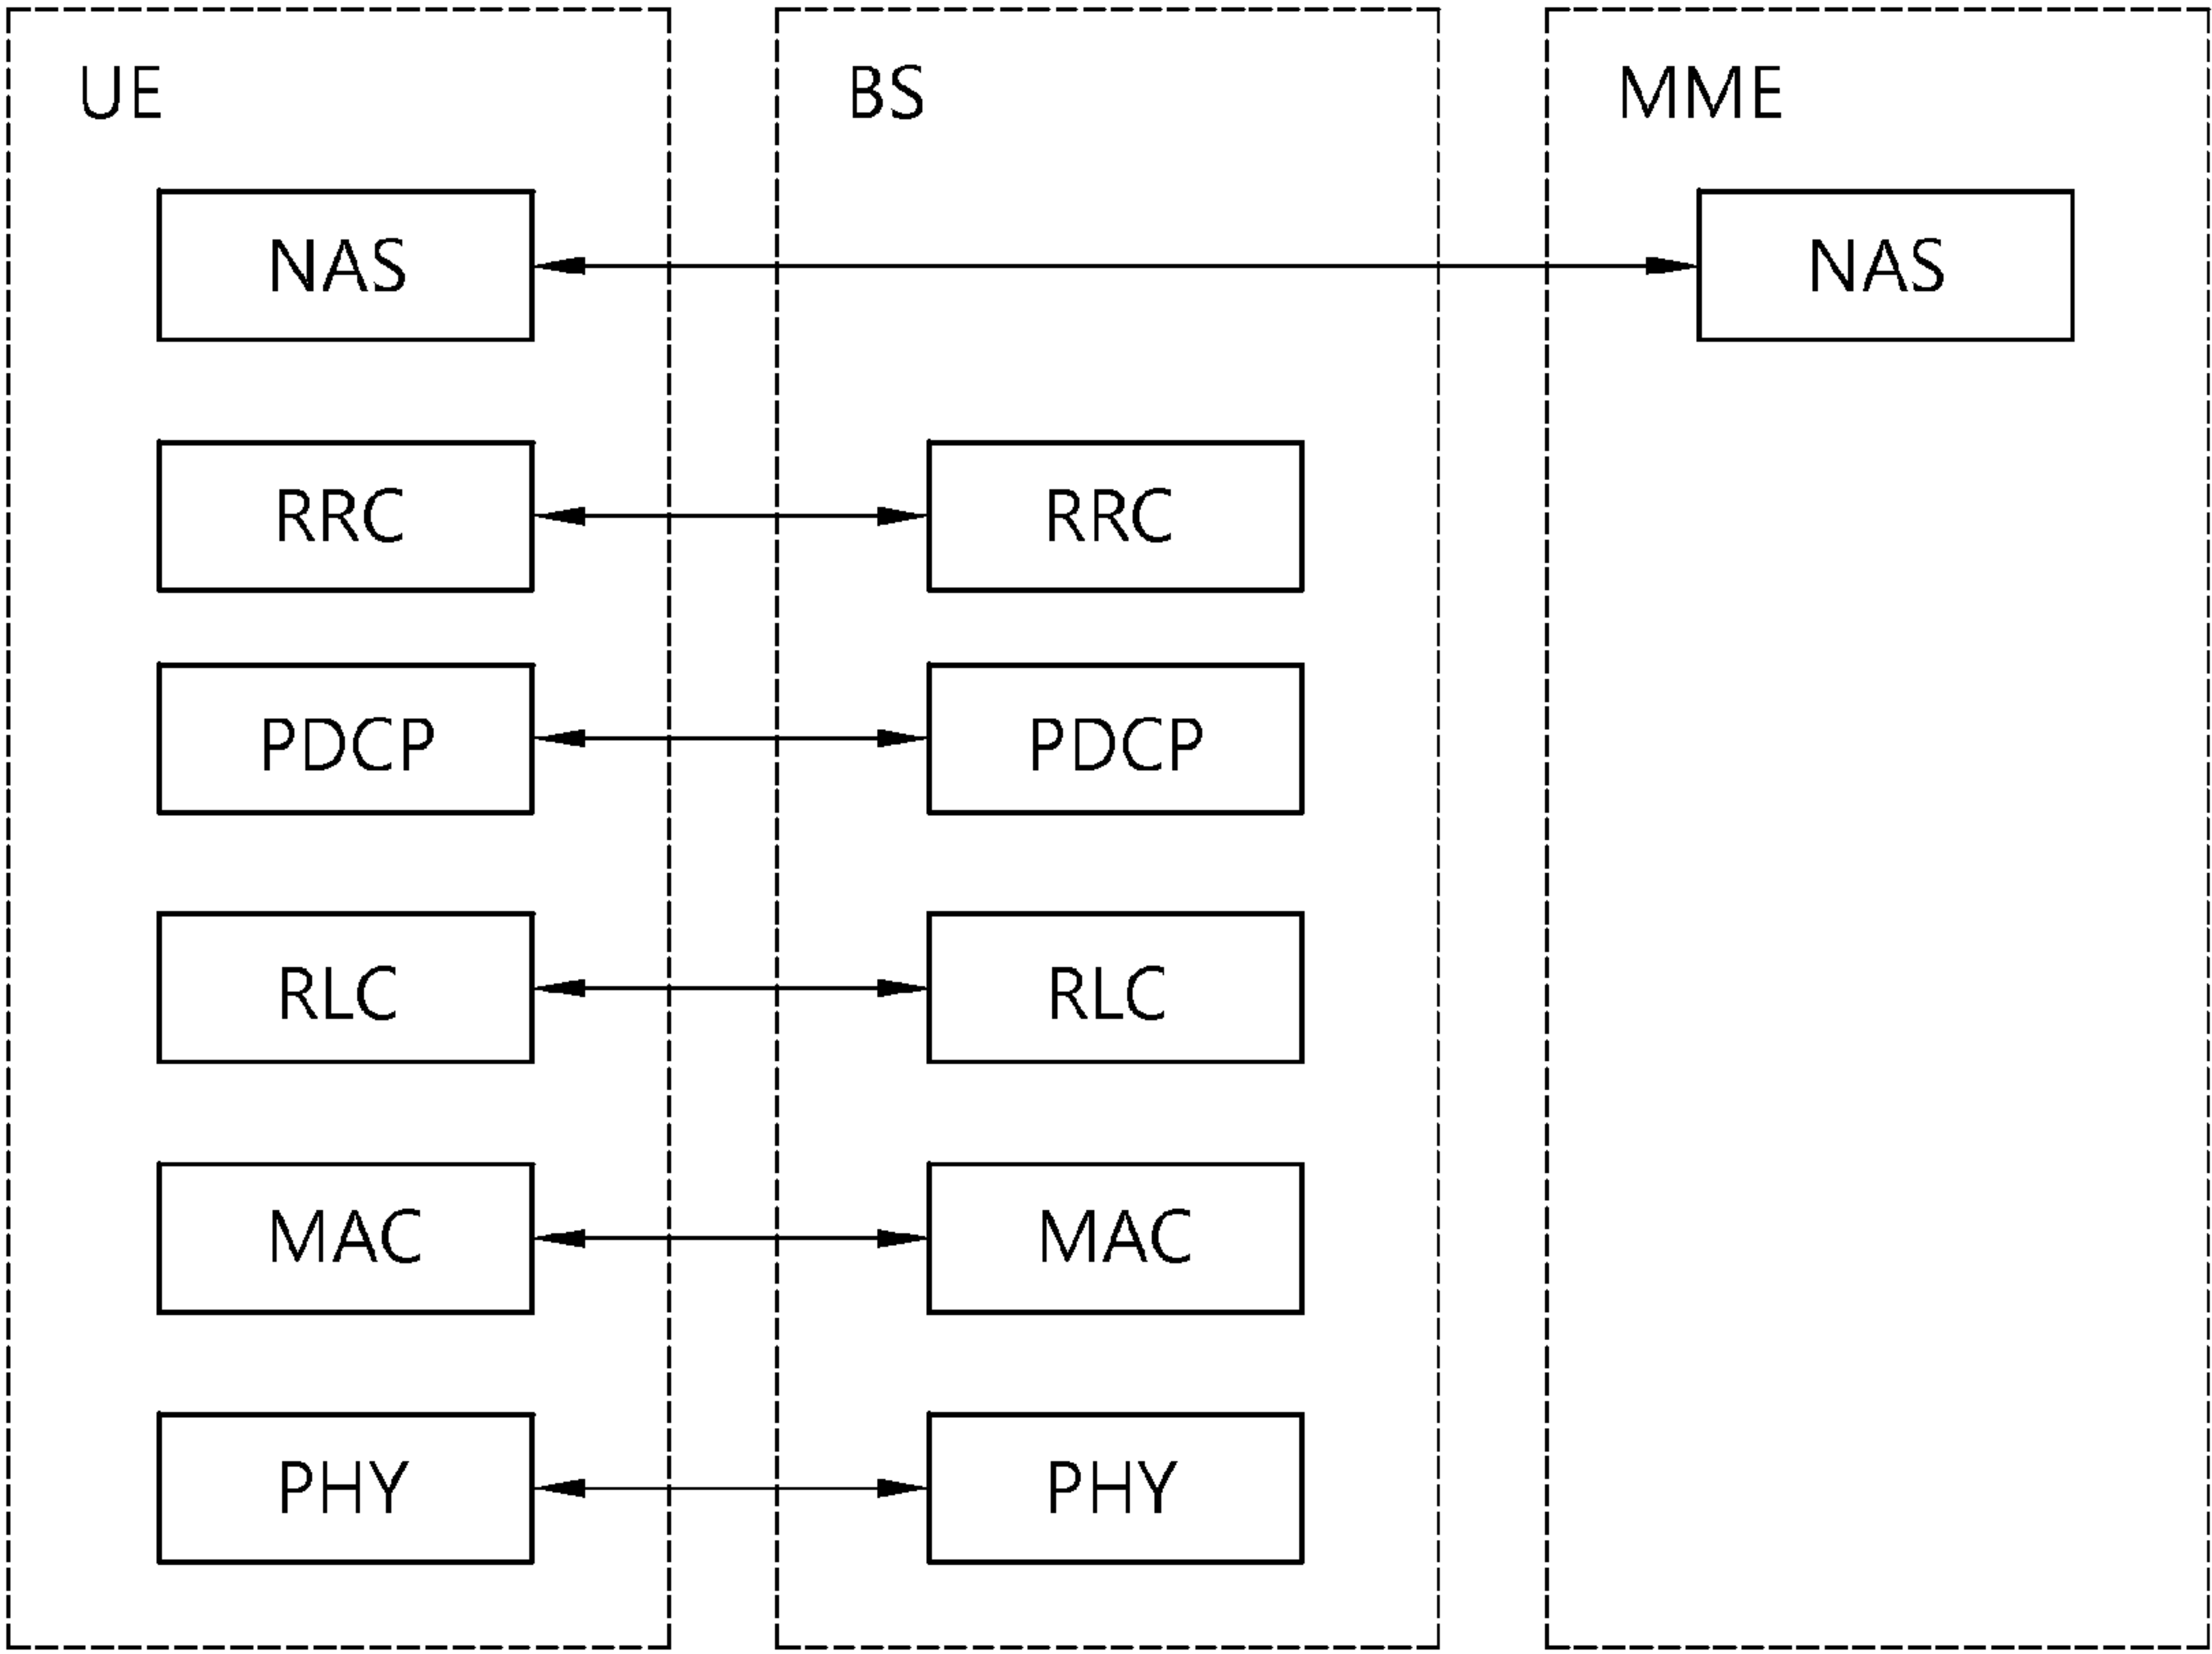 UE
BS
MME
NAS
NAS
RRC
RRC
PDCP
PDCP
RLC
RLC
MAC
MAC
PHY
PHY